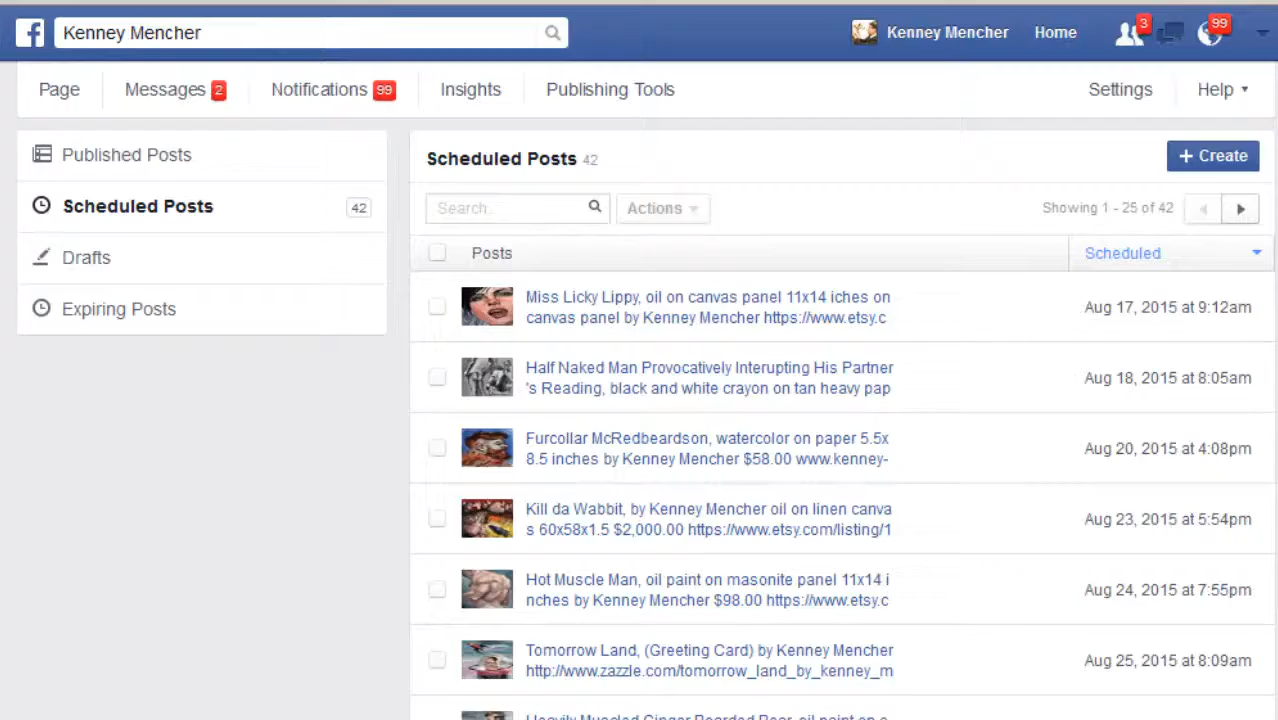 f
Kenney Mencher
Kenney Mencher
Home
3
99
Page
Messages 2
Notifications 99
Insights
Publishing Tools
Settings
Help
Published Posts
Scheduled Posts 42
Drafts
Expiring Posts
Scheduled Posts 42
+ Create
Search..
Actions
Showing 1 - 25 of 42
Posts
Scheduled
Miss Licky Lippy, oil on canvas panel 11x14 iches on
canvas panel by Kenney Mencher https://www.etsy.c
Aug 17, 2015 at 9:12am
Half Naked Man Provocatively Interupting His Partner
's Reading, black and white crayon on tan heavy pap
Aug 18, 2015 at 8:05am
Furcollar McRedbeardson, watercolor on paper 5.5x
8.5 inches by Kenney Mencher $58.00 www.kenney-
Aug 20, 2015 at 4:08pm
Kill da Wabbit, by Kenney Mencher oil on linen canva
s 60x58x1.5 $2,000.00 https://www.etsy.com/listing/1
Aug 23, 2015 at 5:54pm
Hot Muscle Man, oil paint on masonite panel 11x14 i
nches by Kenney Mencher $98.00 https://www.etsy.c
Aug 24, 2015 at 7:55pm
Tomorrow Land, (Greeting Card) by Kenney Mencher
http://www.zazzle.com/tomorrow_land_by_kenney_m
Aug 25, 2015 at 8:09am
Heavily Muscled Ginger Bearded Bear, oil paint on c